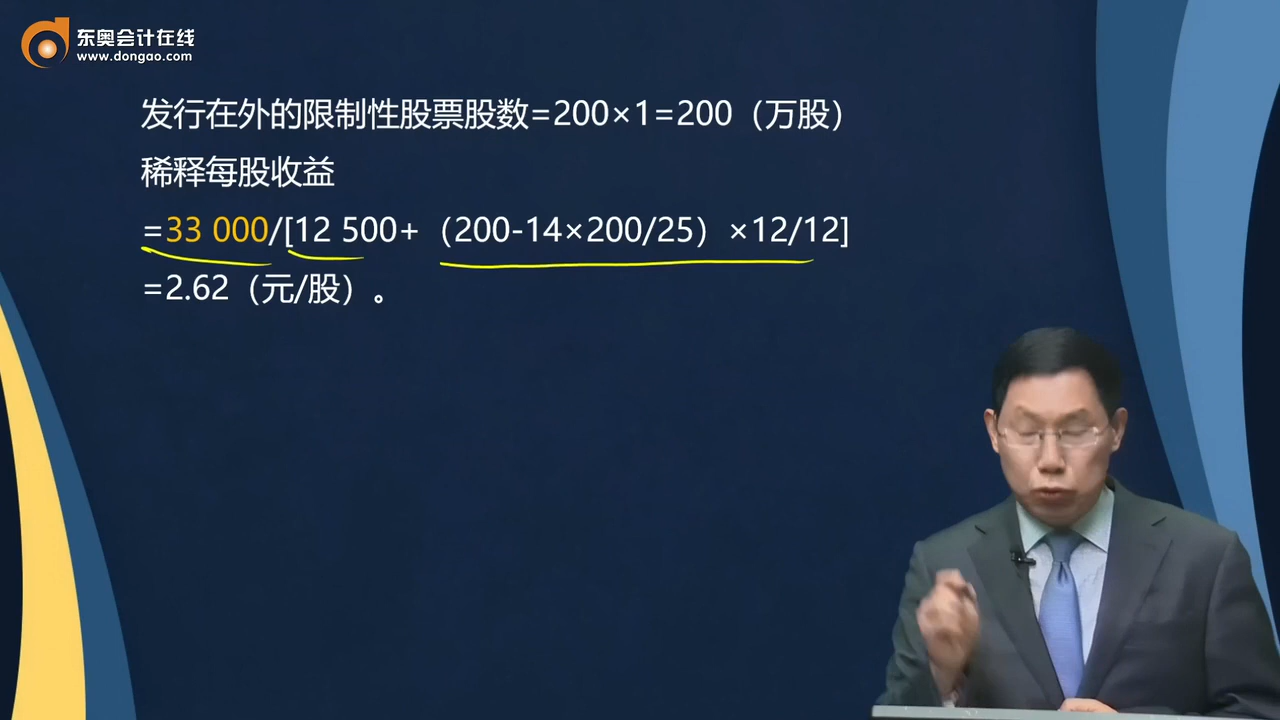 东奥会计在线
www.dongao.com
发行在外的限制性股票股数=200×1=200（万股）
稀释每股收益
=33 000/[12 500+（200-14×200/25）×12/12]
=2.62（元/股）。